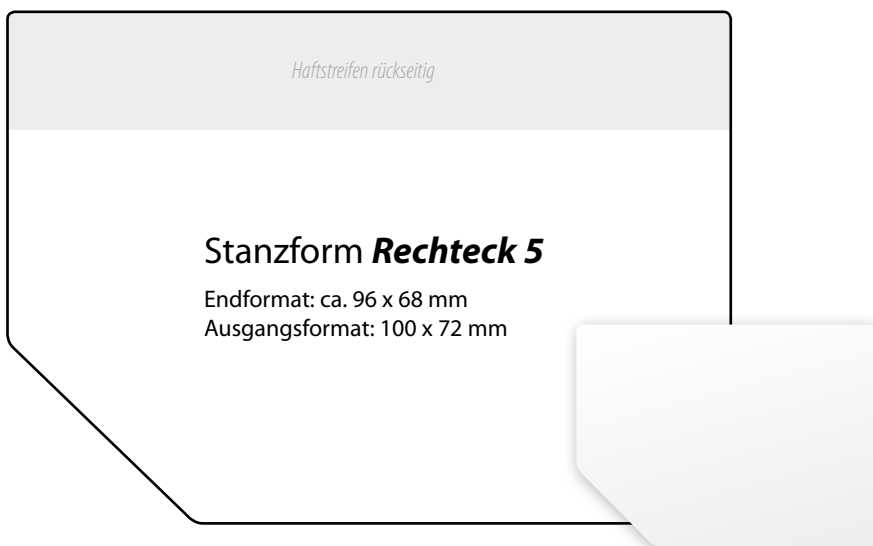 Haftstreifen rückseitig
Stanzform Rechteck 5
Endformat: ca. 96 x 68 mm
Ausgangsformat: 100 x 72 mm